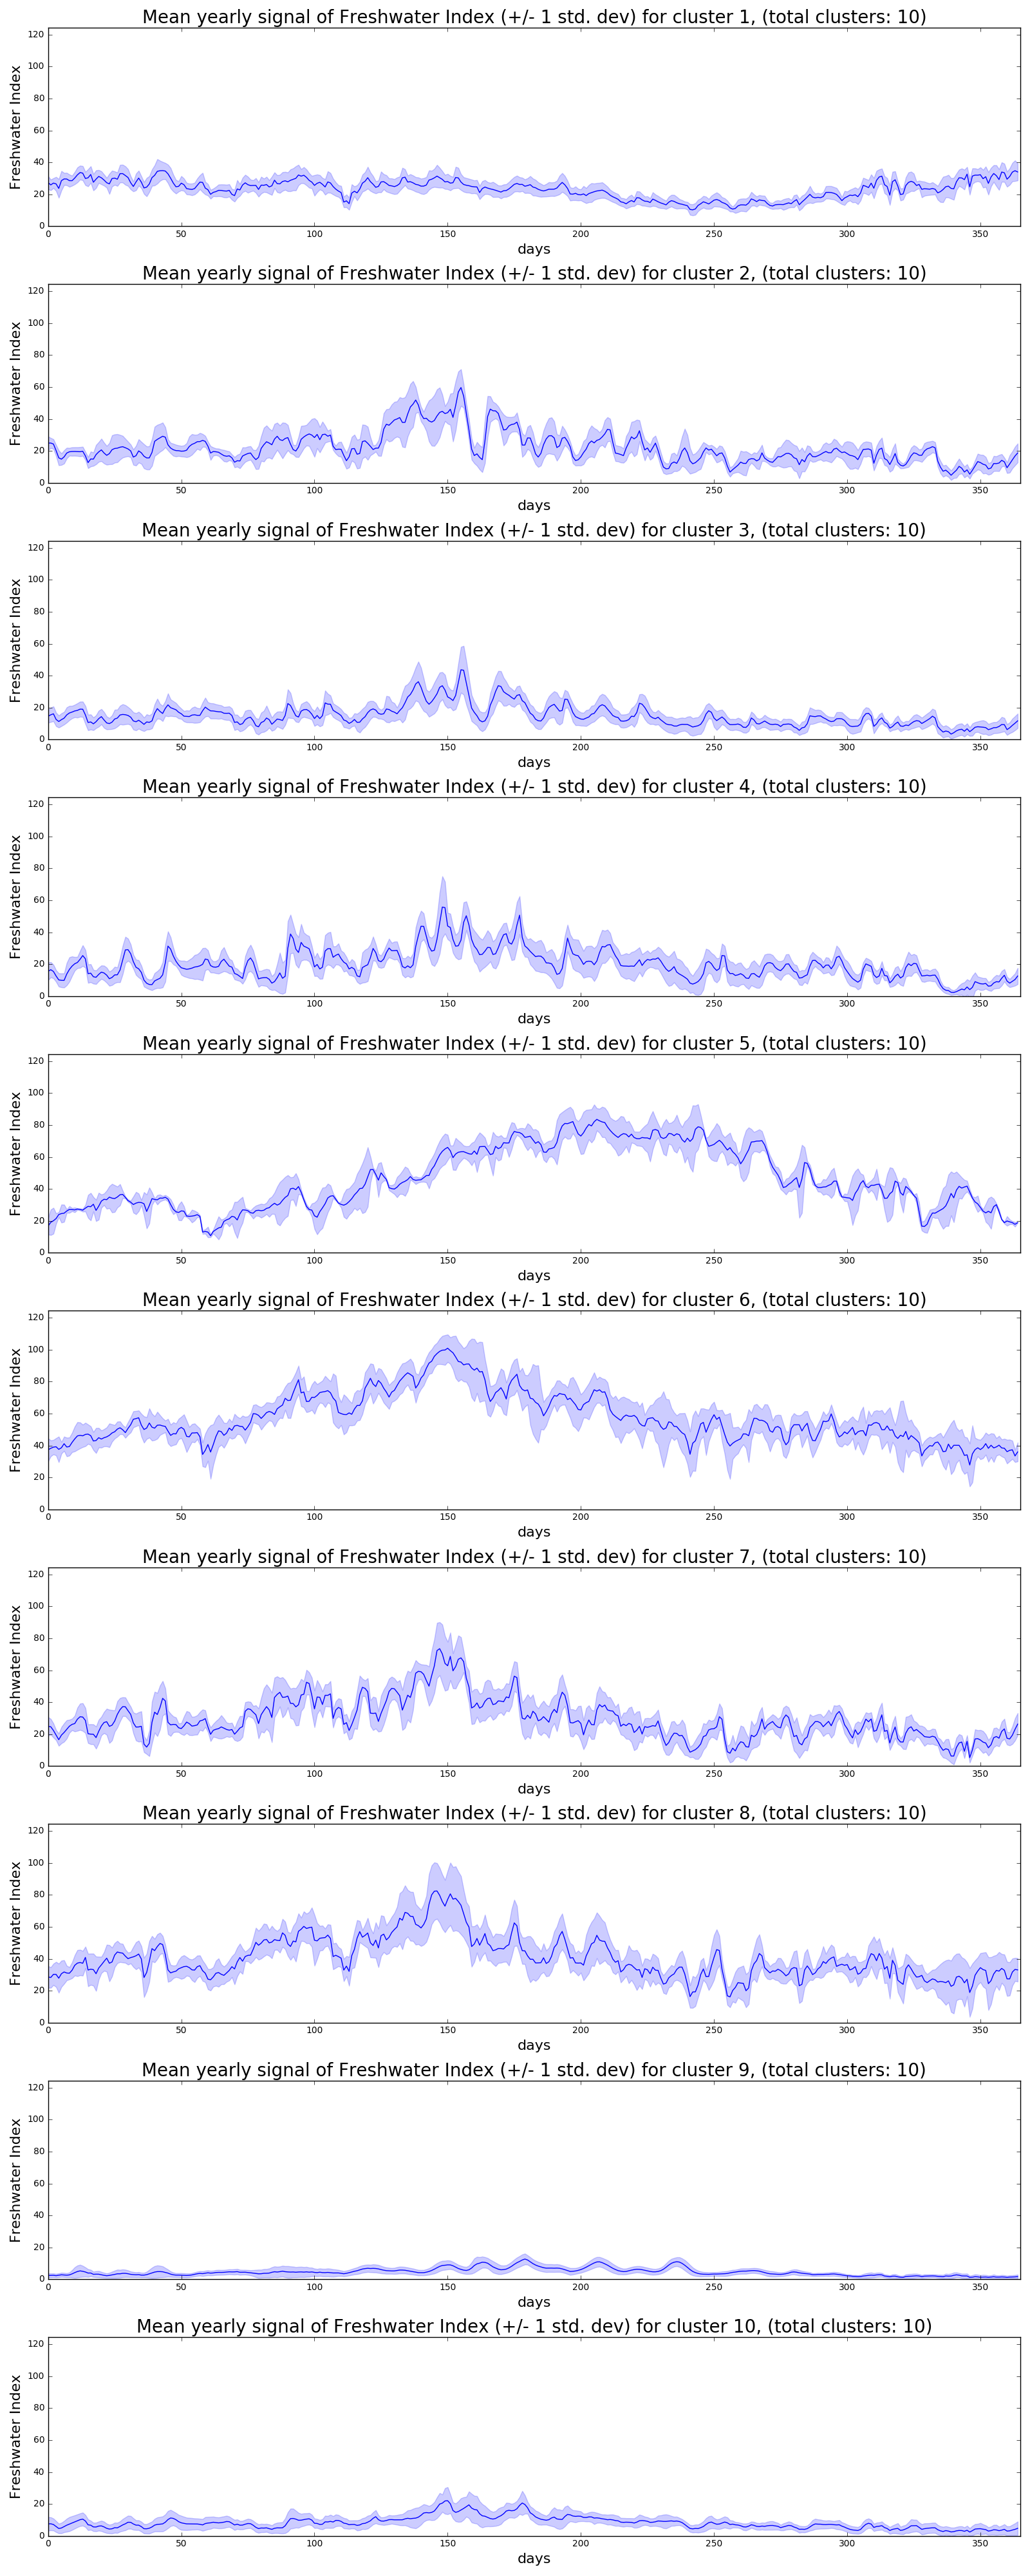 Mean yearly signal of Freshwater Index (+/- 1 std. dev) for cluster 1, (total clusters: 10)
120
100
80
60
40
20
0
Freshwater Index
0 50 100 150 200 250 300 350
days
Mean yearly signal of Freshwater Index (+/- 1 std. dev) for cluster 2, (total clusters: 10)
120
100
80
60
40
20
0
Freshwater Index
0 50 100 150 200 250 300 350
days
Mean yearly signal of Freshwater Index (+/- 1 std. dev) for cluster 3, (total clusters: 10)
120
100
80
60
40
20
0
Freshwater Index
0 50 100 150 200 250 300 350
days
Mean yearly signal of Freshwater Index (+/- 1 std. dev) for cluster 4, (total clusters: 10)
120
100
80
60
40
20
0
Freshwater Index
0 50 100 150 200 250 300 350
days
Mean yearly signal of Freshwater Index (+/- 1 std. dev) for cluster 5, (total clusters: 10)
120
100
80
60
40
20
0
Freshwater Index
0 50 100 150 200 250 300 350
days
Mean yearly signal of Freshwater Index (+/- 1 std. dev) for cluster 6, (total clusters: 10)
120
100
80
60
40
20
0
Freshwater Index
0 50 100 150 200 250 300 350
days
Mean yearly signal of Freshwater Index (+/- 1 std. dev) for cluster 7, (total clusters: 10)
120
100
80
60
40
20
0
Freshwater Index
0 50 100 150 200 250 300 350
days
Mean yearly signal of Freshwater Index (+/- 1 std. dev) for cluster 8, (total clusters: 10)
120
100
80
60
40
20
0
Freshwater Index
0 50 100 150 200 250 300 350
days
Mean yearly signal of Freshwater Index (+/- 1 std. dev) for cluster 9, (total clusters: 10)
120
100
80
60
40
20
0
Freshwater Index
0 50 100 150 200 250 300 350
days
Mean yearly signal of Freshwater Index (+/- 1 std. dev) for cluster 10, (total clusters: 10)
120
100
80
60
40
20
0
Freshwater Index
0 50 100 150 200 250 300 350
days